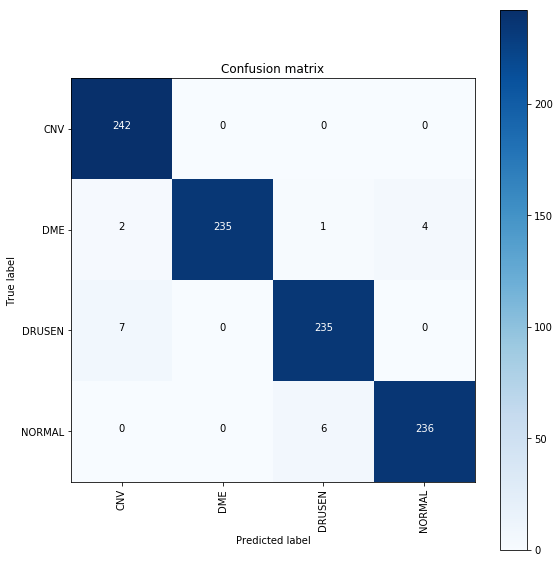 Confusion matrix
CNV 242 0 0 0
DME 2 235 1 4
DRUSEN 7 0 235 0
NORMAL 0 0 6 236
True label
CNV DME DRUSEN NORMAL
Predicted label
200
150
100
50
0